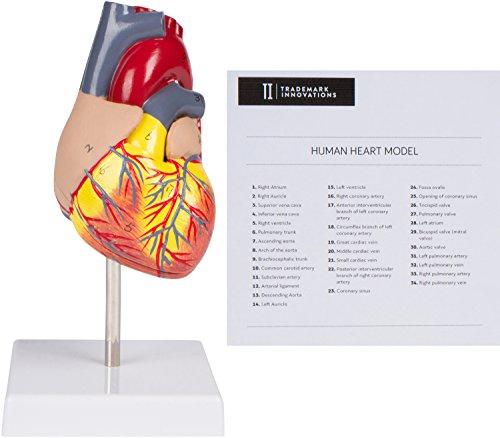 TRADEMARK
INNOVATIONS
HUMAN HEART MODEL
1. Right Atrium
2. Right Auricle
3. Superior vena cava
4. Inferior vena cava
5. Right ventricle
6. Pulmonary trunk
7. Ascending aorta
8. Arch of the aorta
9. Brachiocephalic trunk
10. Common carotid artery
11. Subclavien artery
12. Arterial ligament
13. Descending Aorta
14. Left Auricle
15. Left ventricle
16. Right coronary artery
17. Anterior interventricular
branch of left coronary
artery
18. Circumflex branch of left
coronary artery
19. Great cardiac vein
20. Middle cardiac vein
21. Small cardiac vein
22. Posterior interventricular
branch of right coronary
artery
23. Coronary sinus
24. Fossa ovalis
25. Opening of coronary sinus
26. Tricispid valve
27. Pulmonary valve
28. Left atrium
29. Bicuspid valve (mitral
valve)
30. Aortic valve
31. Left pulmonary artery
32. Left pulmonary vein
33. Right pulmonary artery
34. Right pulmonary vein
2
5